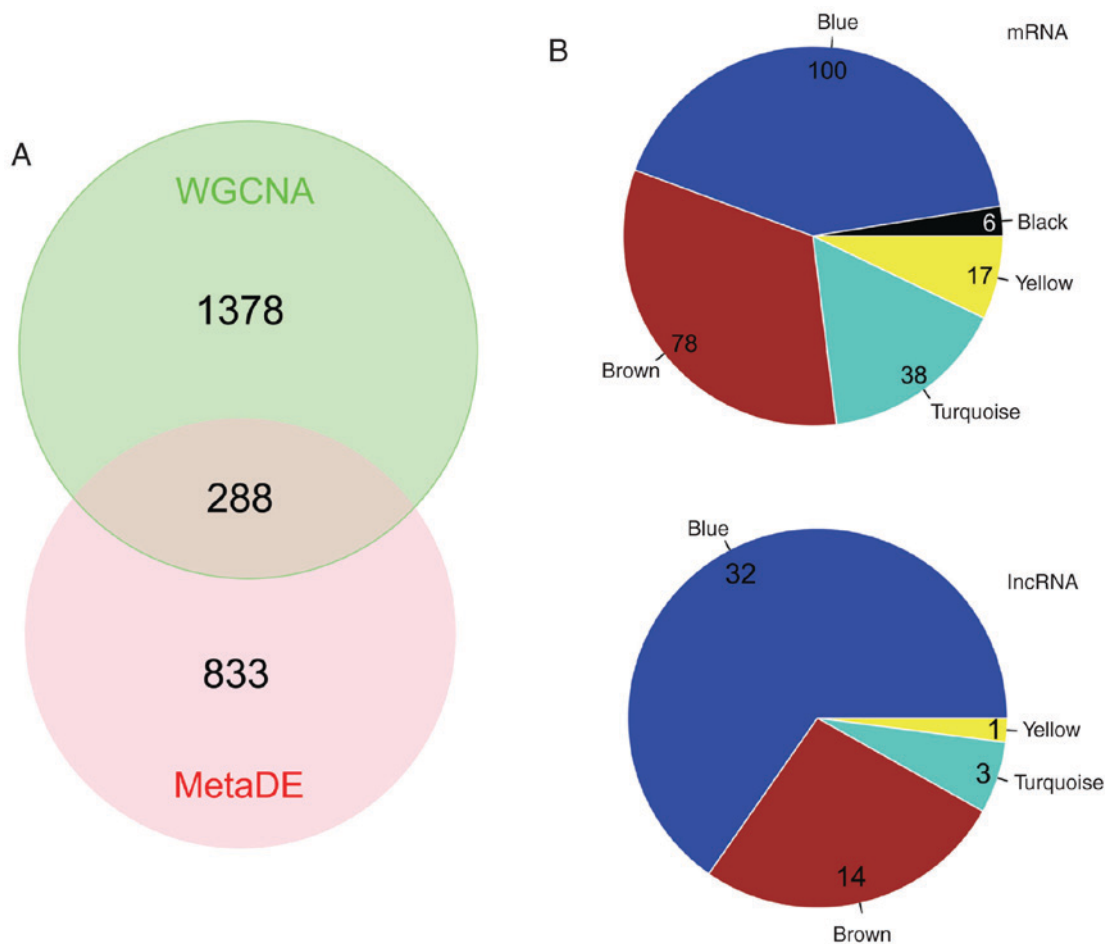 A
WGCNA
1378
288
833
MetaDE
B
mRNA
Blue
100
6
Black
17
Yellow
78
Brown
38
Turquoise
lncRNA
Blue
32
1
Yellow
3
Turquoise
14
Brown